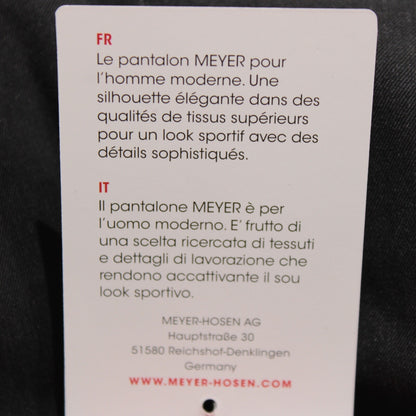 FR
Le pantalon MEYER pour
l'homme moderne. Une
silhouette élégante dans des
qualités de tissus supérieurs
pour un look sportif avec des
détails sophistiqués.
IT
Il pantalone MEYER è per
l'uomo moderno. E' frutto di
una scelta ricercata di tessuti
e dettagli di lavorazione che
rendono accattivante il sou
look sportivo.
MEYER-HOSEN AG
Hauptstraße 30
51580 Reichshof-Denklingen
Germany
WWW.MEYER-HOSEN.COM